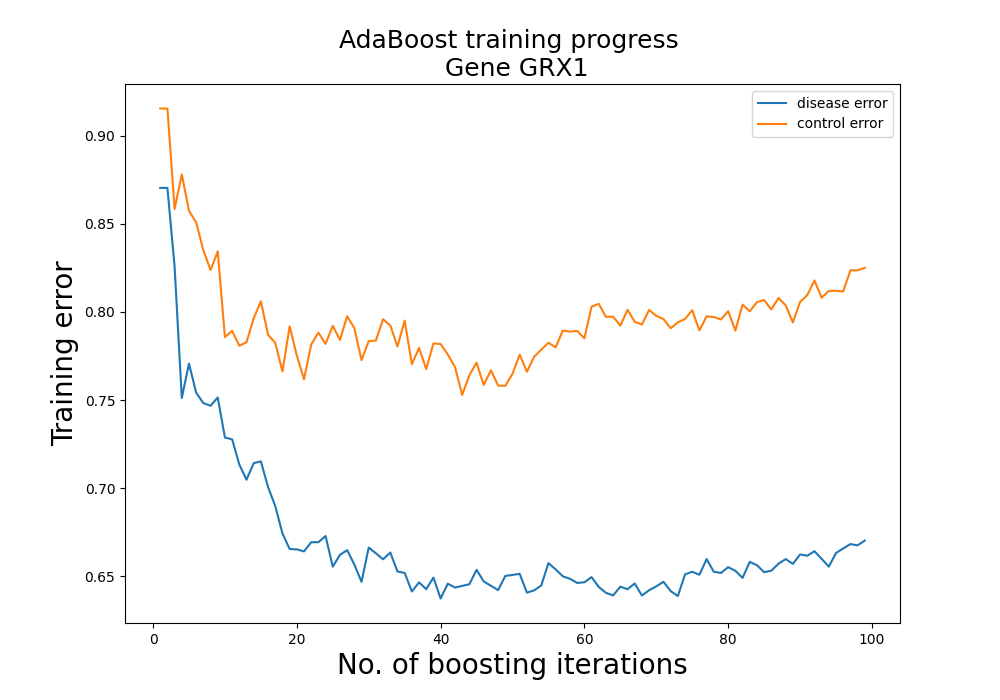 AdaBoost training progress
Gene GRX1
disease error
control error
Training error
0.90
0.85
0.80
0.75
0.70
0.65
0
20
40
60
80
100
No. of boosting iterations